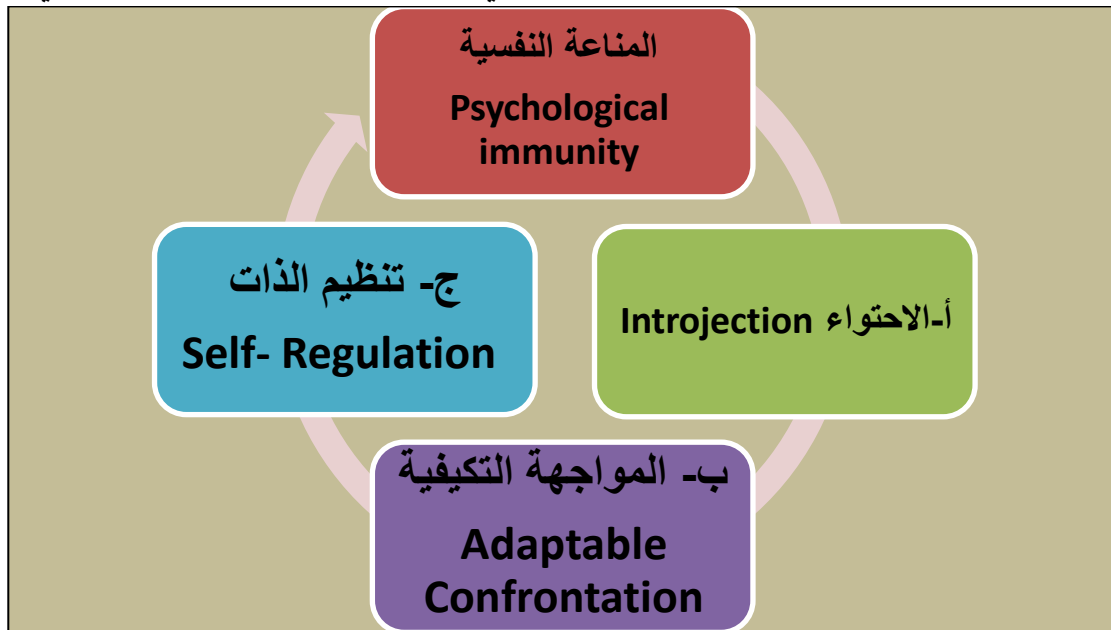 المناعة النفسية
Psychological
immunity
أ-الاحتواء Introjection
ب- المواجهة التكيفية
Adaptable
Confrontation
ج- تنظيم الذات
Self- Regulation